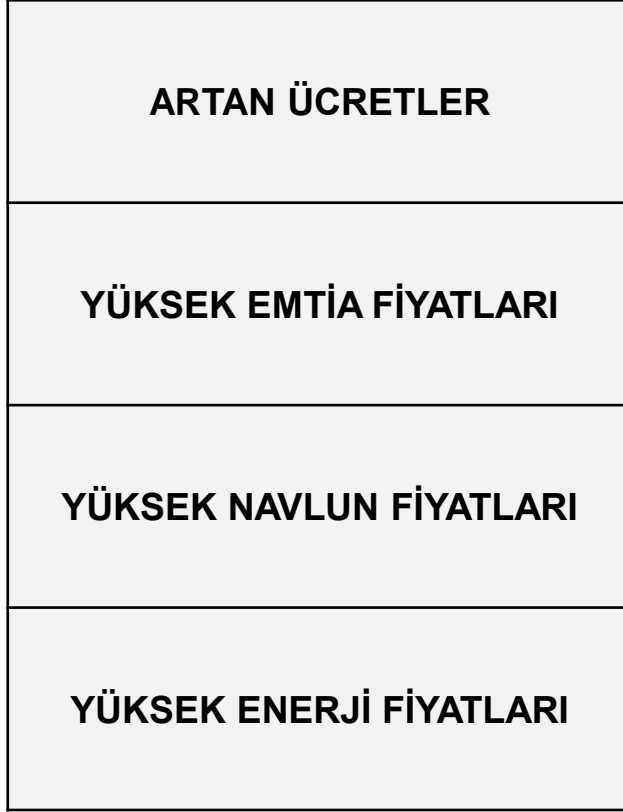 ARTAN ÜCRETLER
YÜKSEK EMTİA FİYATLARI
YÜKSEK NAVLUN FİYATLARI
YÜKSEK ENERJİ FİYATLARI